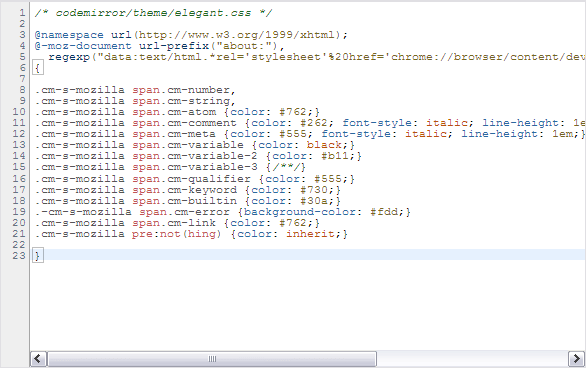 1 /* codemirror/theme/elegant.css */
2
3 @namespace url(http://www.w3.org/1999/xhtml);
4 @-moz-document url-prefix("about:"),
5   regexp("data:text/html.*rel='stylesheet'%20href='chrome://browser/content/dev
6 {
7
8 .cm-s-mozilla span.cm-number,
9 .cm-s-mozilla span.cm-string,
10 .cm-s-mozilla span.cm-atom {color: #762;}
11 .cm-s-mozilla span.cm-comment {color: #262; font-style: italic; line-height: 1e
12 .cm-s-mozilla span.cm-meta {color: #555; font-style: italic; line-height: 1em;}
13 .cm-s-mozilla span.cm-variable {color: black;}
14 .cm-s-mozilla span.cm-variable-2 {color: #b11;}
15 .cm-s-mozilla span.cm-variable-3 {/**/}
16 .cm-s-mozilla span.cm-qualifier {color: #555;}
17 .cm-s-mozilla span.cm-keyword {color: #730;}
18 .cm-s-mozilla span.cm-builtin {color: #30a;}
19 .-cm-s-mozilla span.cm-error {background-color: #fdd;}
20 .cm-s-mozilla span.cm-link {color: #762;}
21 .cm-s-mozilla pre:not(hing) {color: inherit;}
22
23 }